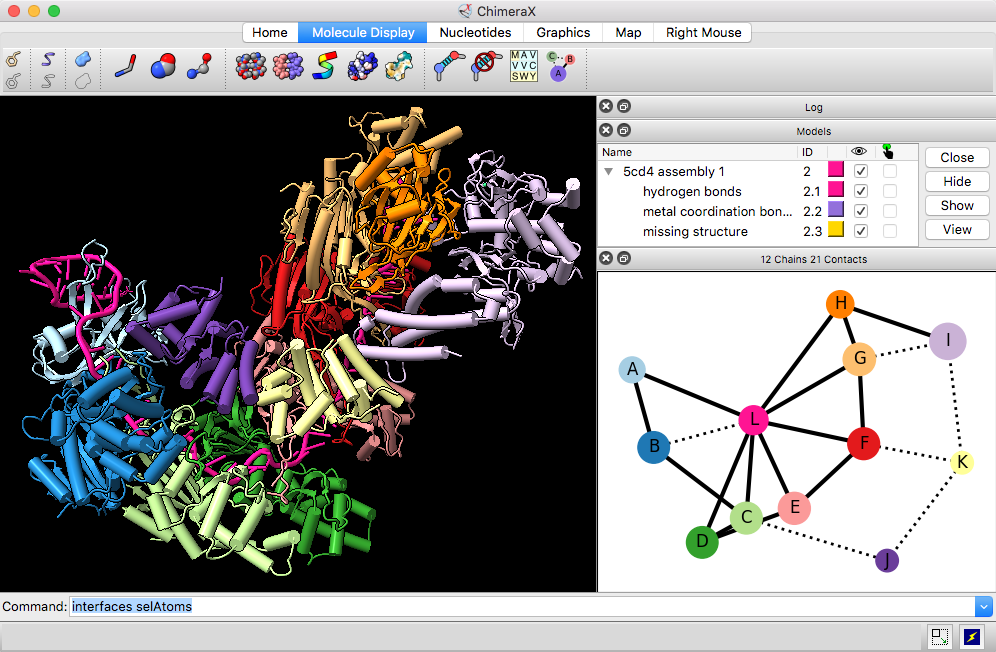 ChimeraX
Home Molecule Display Nucleotides Graphics Map Right Mouse
MAV
VVC
SWY
C B
A
Log
Models
Name ID
5cd4 assembly 1 2
hydrogen bonds 2.1
metal coordination bon... 2.2
missing structure 2.3
Close
Hide
Show
View
12 Chains 21 Contacts
H
I
G
A
L
B
F
K
E
C
D
J
Command: interfaces selAtoms